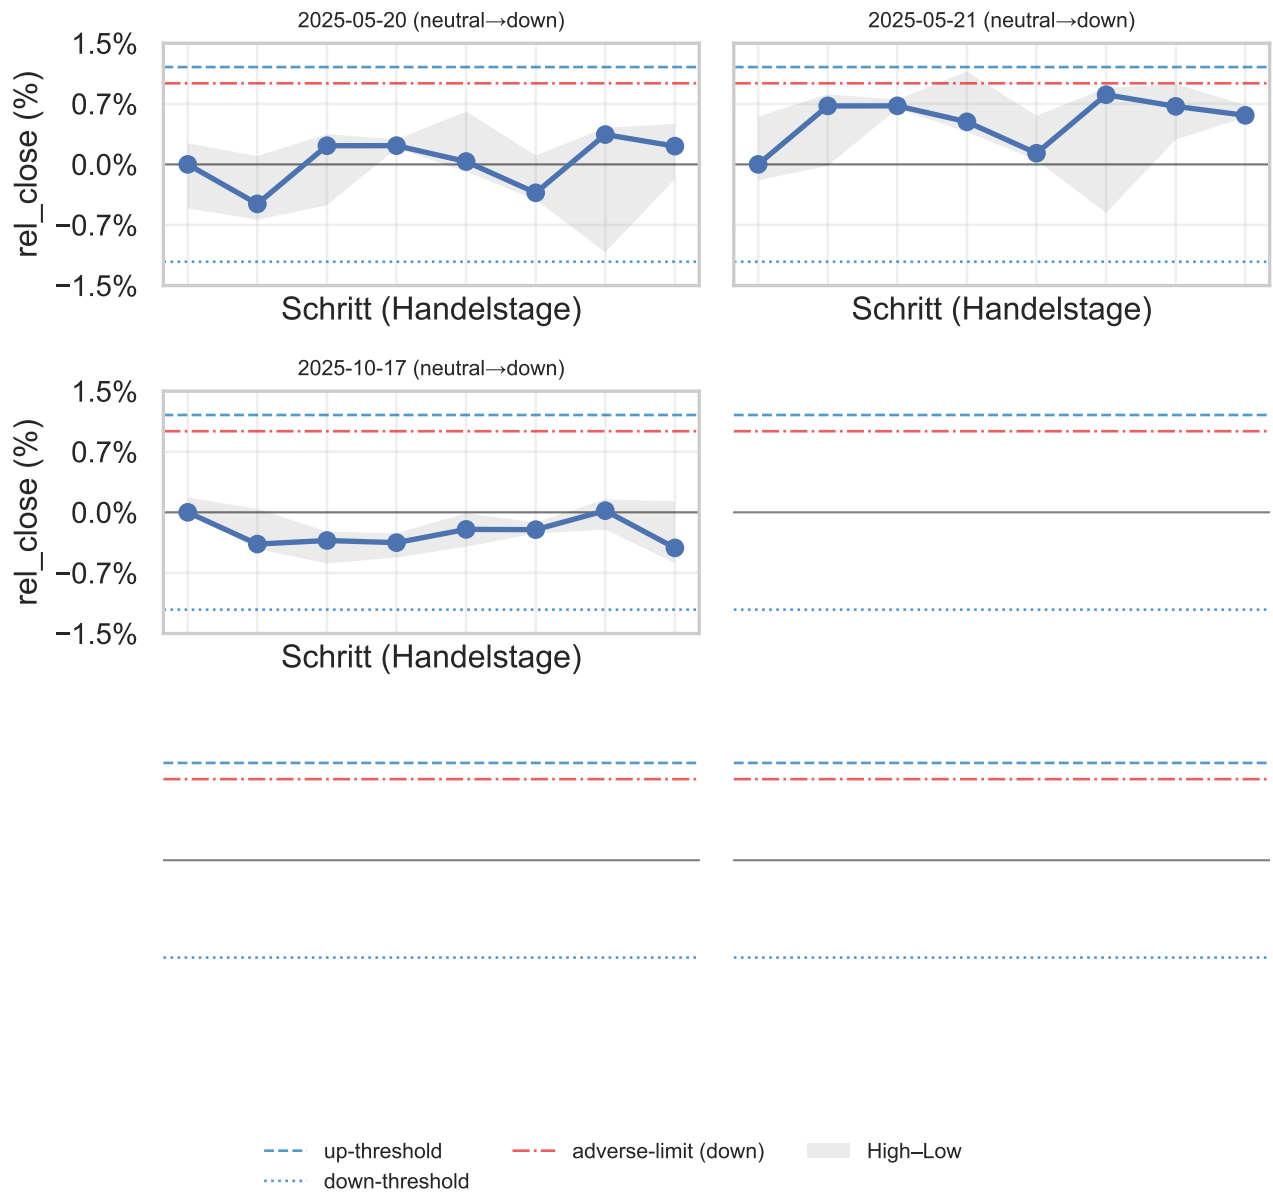 2025-05-20 (neutral→down)
2025-05-21 (neutral→down)
1.5%
0.7%
0.0%
−0.7%
−1.5%
rel_close (%)
Schritt (Handelstage)
Schritt (Handelstage)
2025-10-17 (neutral→down)
1.5%
0.7%
0.0%
−0.7%
−1.5%
rel_close (%)
Schritt (Handelstage)
up-threshold
adverse-limit (down)
High–Low
down-threshold